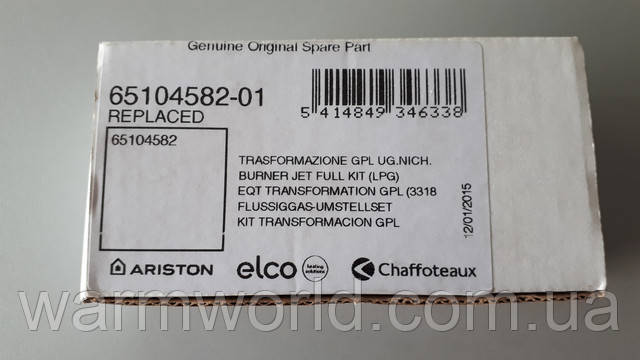 Genuine Original Spare Part
65104582-01
REPLACED
65104582
5 414849 346338
TRASFORMAZIONE GPL UG.NICH.
BURNER JET FULL KIT (LPG)
EQT TRANSFORMATION GPL (3318
FLUSSIGGAS-UMSTELLSET
KIT TRANSFORMACION GPL
12/01/2015
ARISTON
elco
heating
solutions
Chaffoteaux
warmworld.com.ua